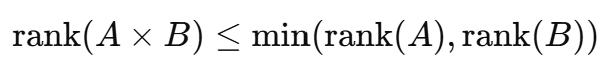 rank(A × B) ≤ min(rank(A), rank(B))